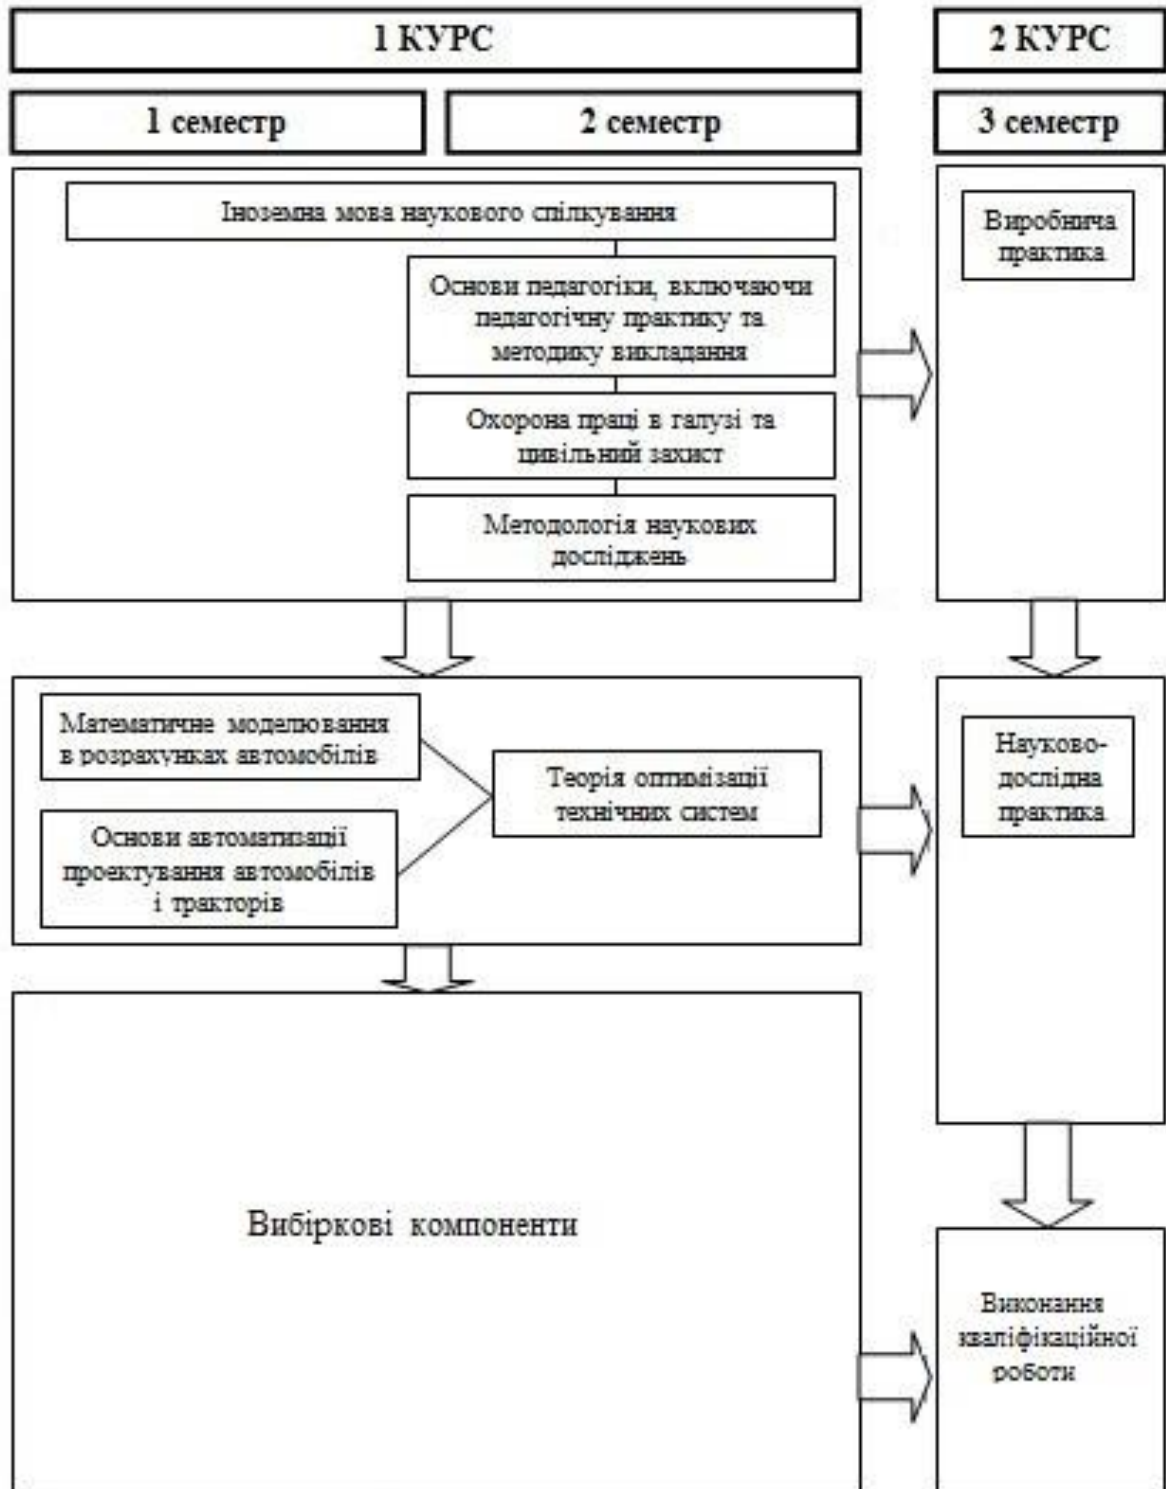 1 КУРС
2 КУРС
1 семестр
2 семестр
3 семестр
Іноземна мова наукового спілкування
Виробнича
практика
Основи педагогіки, включаючи
педагогічну практику та
методику викладання
Охорона праці в галузі та
цивільний захист
Методологія наукових
досліджень
Математичне моделювання
в розрахунках автомобілів
Основи автоматизації
проектування автомобілів
і тракторів
Теорія оптимізації
технічних систем
Науково-
дослідна
практика
Вибіркові компоненти
Виконання
кваліфікаційної
роботи